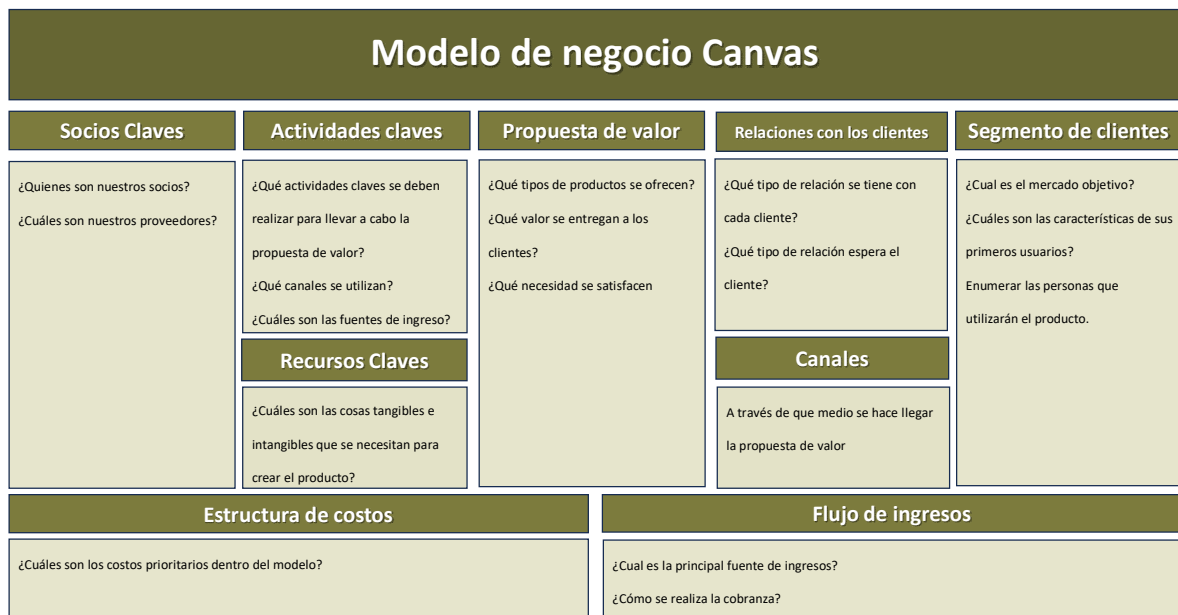 Modelo de negocio Canvas
Socios Claves
¿Quienes son nuestros socios?
¿Cuáles son nuestros proveedores?
Actividades claves
¿Qué actividades claves se deben
realizar para llevar a cabo la
propuesta de valor?
¿Qué canales se utilizan?
¿Cuáles son las fuentes de ingreso?
Recursos Claves
¿Cuáles son las cosas tangibles e
intangibles que se necesitan para
crear el producto?
Propuesta de valor
¿Qué tipos de productos se ofrecen?
¿Qué valor se entregan a los
clientes?
¿Qué necesidad se satisfacen
Relaciones con los clientes
¿Qué tipo de relación se tiene con
cada cliente?
¿Qué tipo de relación espera el
cliente?
Canales
A través de que medio se hace llegar
la propuesta de valor
Segmento de clientes
¿Cual es el mercado objetivo?
¿Cuáles son las características de sus
primeros usuarios?
Enumerar las personas que
utilizarán el producto.
Estructura de costos
¿Cuáles son los costos prioritarios dentro del modelo?
Flujo de ingresos
¿Cual es la principal fuente de ingresos?
¿Cómo se realiza la cobranza?